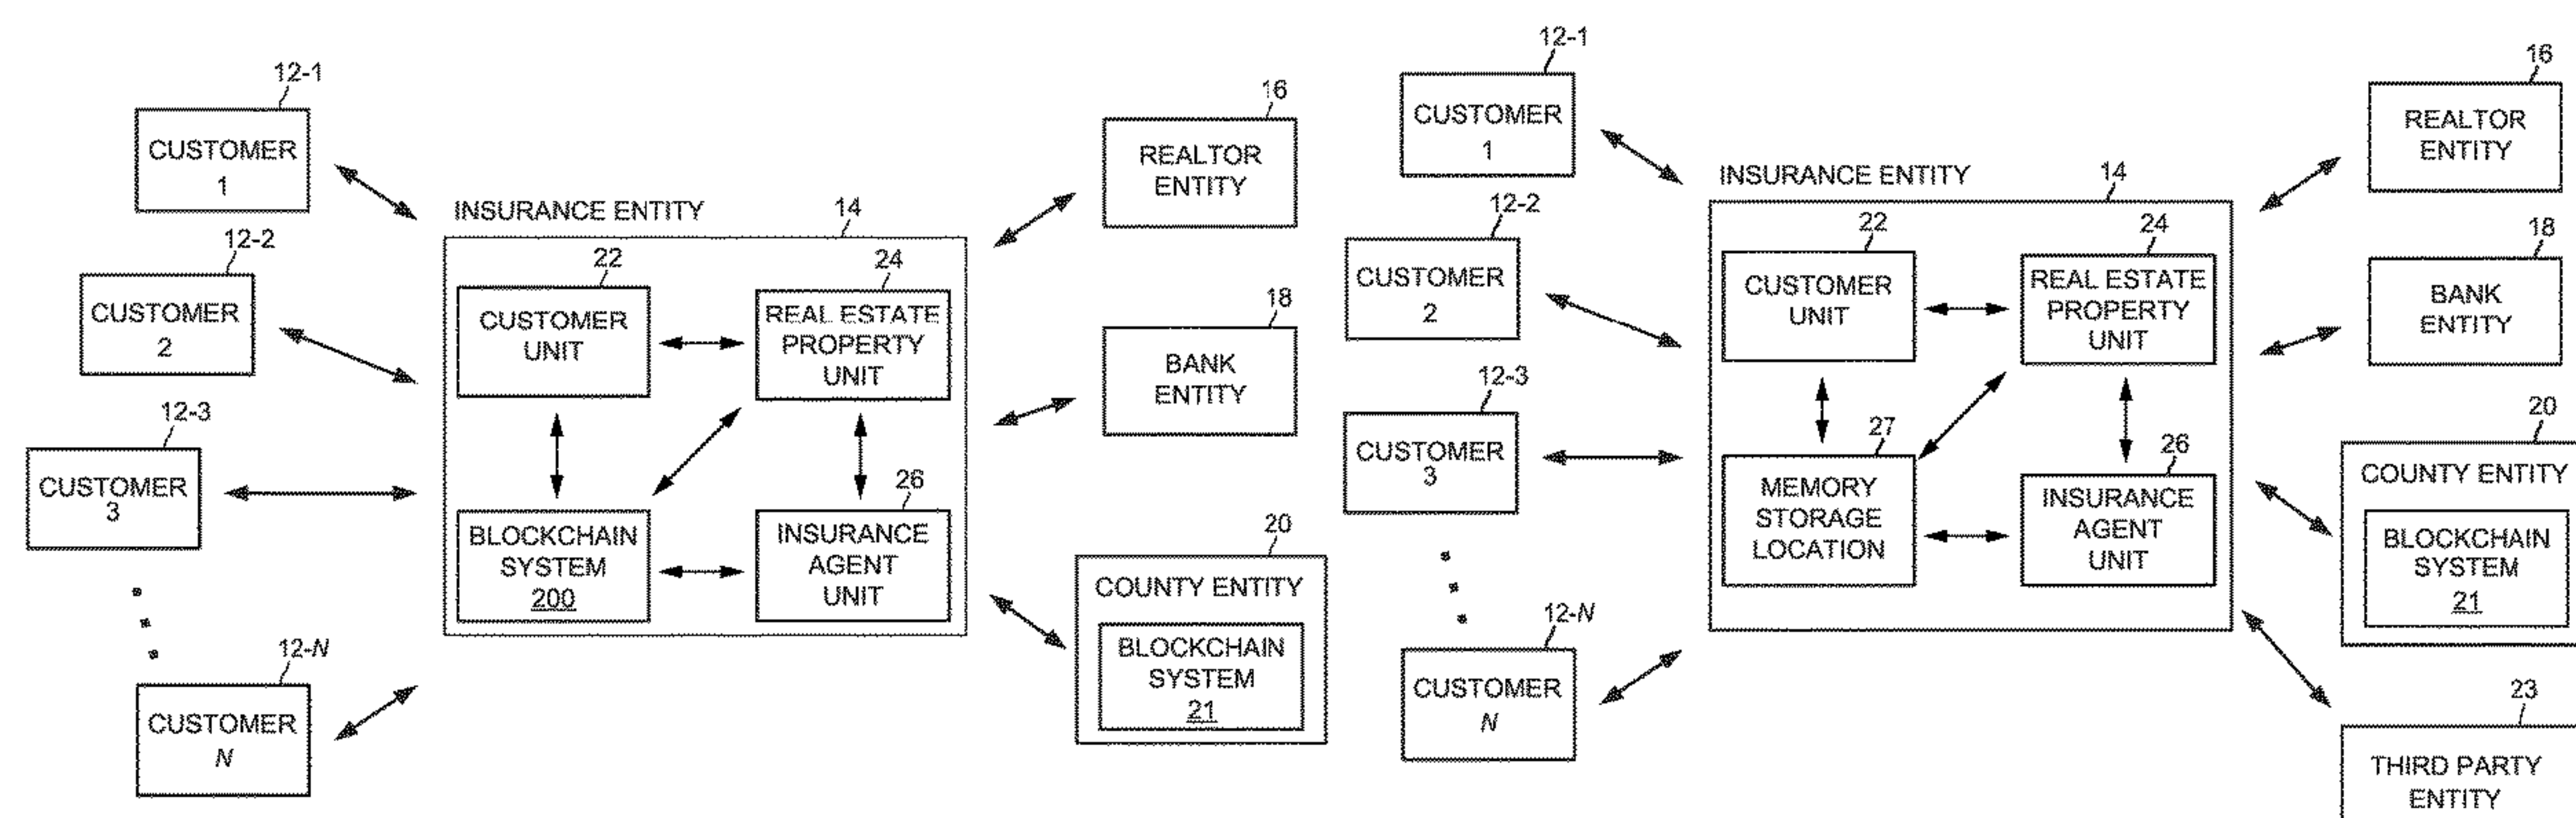 12-1
CUSTOMER
1
12-2
CUSTOMER
2
12-3
CUSTOMER
3
12-N
CUSTOMER
N
INSURANCE ENTITY
14
22
CUSTOMER
UNIT
24
REAL ESTATE
PROPERTY
UNIT
BLOCKCHAIN
SYSTEM
200
26
INSURANCE
AGENT
UNIT
16
REALTOR
ENTITY
18
BANK
ENTITY
20
COUNTY ENTITY
BLOCKCHAIN
SYSTEM
21
12-1
CUSTOMER
1
12-2
CUSTOMER
2
12-3
CUSTOMER
3
12-N
CUSTOMER
N
INSURANCE ENTITY
14
22
CUSTOMER
UNIT
24
REAL ESTATE
PROPERTY
UNIT
27
MEMORY
STORAGE
LOCATION
26
INSURANCE
AGENT
UNIT
16
REALTOR
ENTITY
18
BANK
ENTITY
20
COUNTY ENTITY
BLOCKCHAIN
SYSTEM
21
23
THIRD PARTY
ENTITY